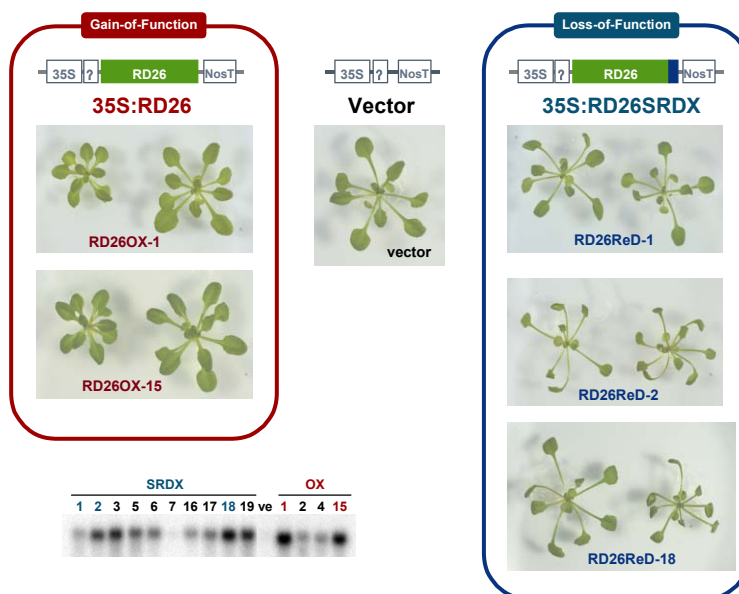 Gain-of-Function
35S ? RD26 NosT
35S:RD26
RD26OX-1
RD26OX-15
35S ? NosT
Vector
vector
Loss-of-Function
35S ? RD26 NosT
35S:RD26SRDX
RD26ReD-1
RD26ReD-2
RD26ReD-18
SRDX OX
1 2 3 5 6 7 16 17 18 19 ve 1 2 4 15